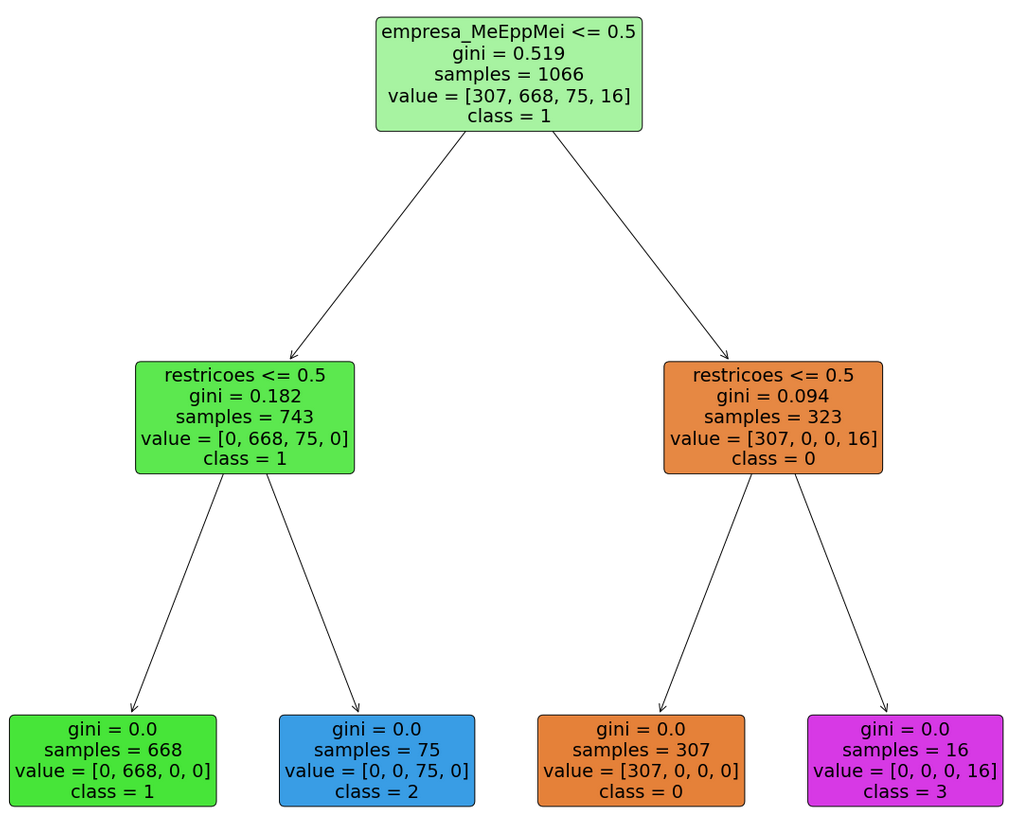 empresa_MeEppMei <= 0.5
gini = 0.519
samples = 1066
value = [307, 668, 75, 16]
class = 1
restricoes <= 0.5
gini = 0.182
samples = 743
value = [0, 668, 75, 0]
class = 1
restricoes <= 0.5
gini = 0.094
samples = 323
value = [307, 0, 0, 16]
class = 0
gini = 0.0
samples = 668
value = [0, 668, 0, 0]
class = 1
gini = 0.0
samples = 75
value = [0, 0, 75, 0]
class = 2
gini = 0.0
samples = 307
value = [307, 0, 0, 0]
class = 0
gini = 0.0
samples = 16
value = [0, 0, 0, 16]
class = 3